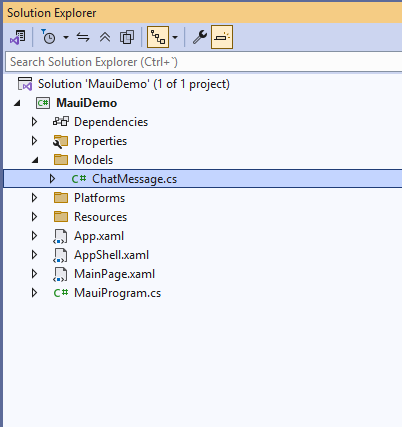 Solution Explorer
Search Solution Explorer (Ctrl+`)
Solution 'MauiDemo' (1 of 1 project)
C# MauiDemo
Dependencies
Properties
Models
C# ChatMessage.cs
Platforms
Resources
App.xaml
AppShell.xaml
MainPage.xaml
C# MauiProgram.cs